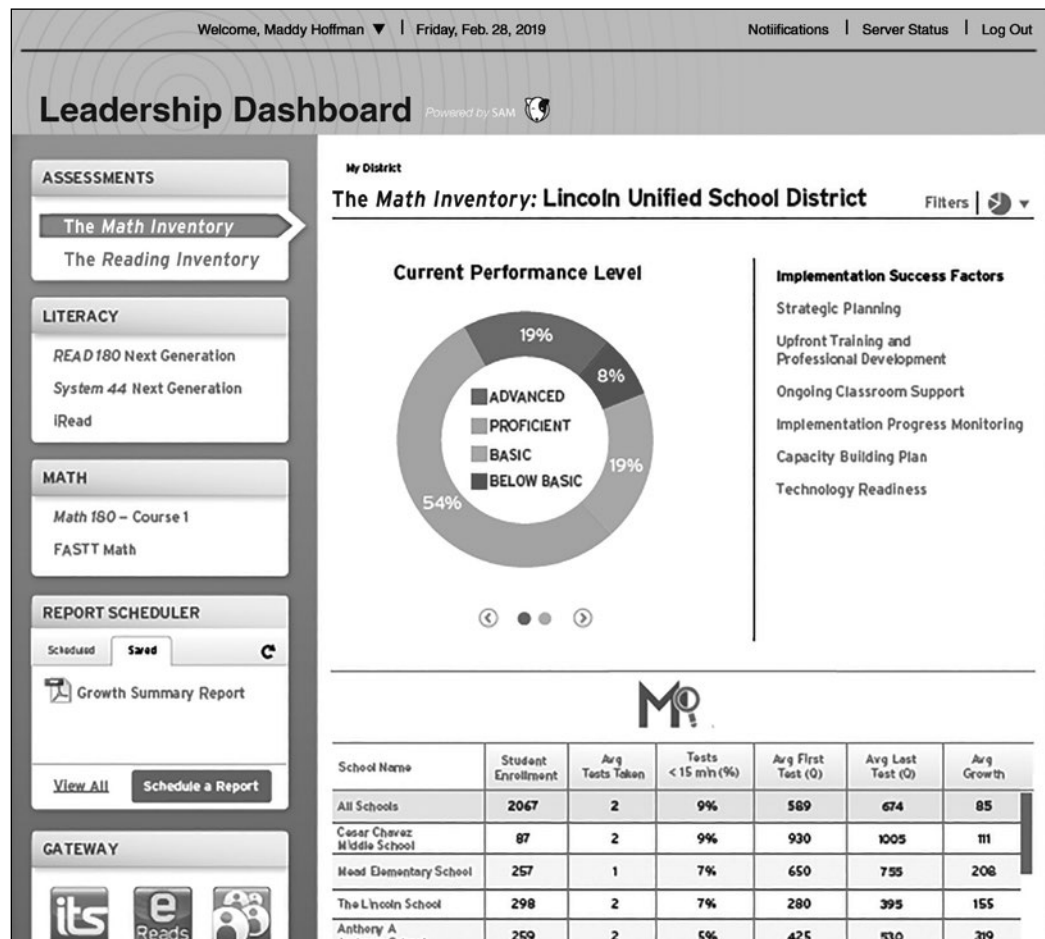 Welcome, Maddy Hoffman ▼ | Friday, Feb. 28, 2019
Notiifications | Server Status | Log Out
Leadership Dashboard Powered by SAM
ASSESSMENTS
The Math Inventory
The Reading Inventory
LITERACY
READ 180 Next Generation
System 44 Next Generation
iRead
MATH
Math 180 – Course 1
FASTT Math
REPORT SCHEDULER
Scheduled Saved
Growth Summary Report
View All Schedule a Report
GATEWAY
its
e
Reads
My District
The Math Inventory: Lincoln Unified School District
Filters | ▼
Current Performance Level
19%
8%
19%
54%
ADVANCED
PROFICIENT
BASIC
BELOW BASIC
Implementation Success Factors
Strategic Planning
Upfront Training and
Professional Development
Ongoing Classroom Support
Implementation Progress Monitoring
Capacity Building Plan
Technology Readiness
School Name Student Enrollment Avg Tests Taken Tests < 15 min (%) Avg First Test (Q) Avg Last Test (Q) Avg Growth
All Schools 2067 2 9% 589 674 85
Cesar Chavez Middle School 87 2 9% 930 1005 111
Mead Elementary School 257 1 7% 650 755 208
The Lincoln School 298 2 7% 280 395 155
Anthony A 259 2 5% 425 530 319